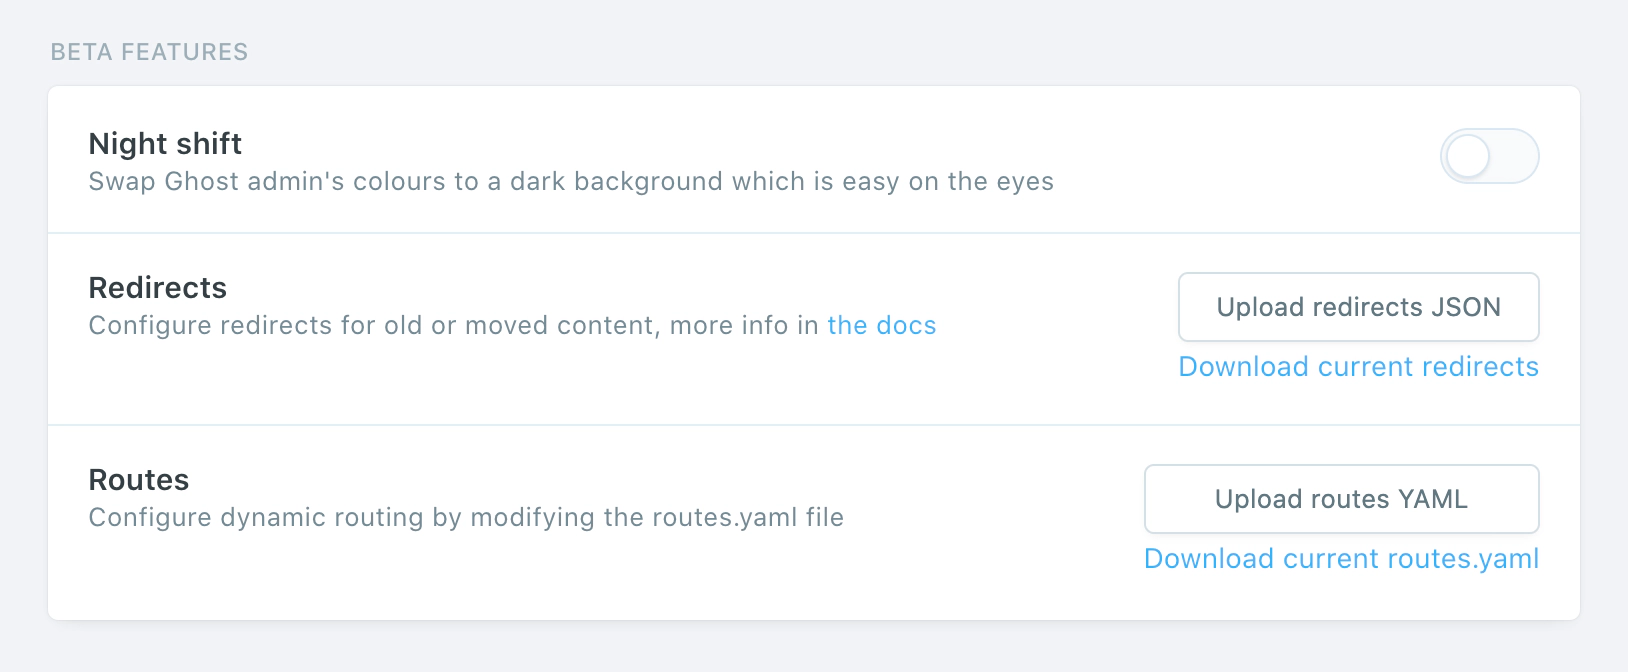 BETA FEATURES
Night shift
Swap Ghost admin's colours to a dark background which is easy on the eyes
Redirects
Configure redirects for old or moved content, more info in the docs
Upload redirects JSON
Download current redirects
Routes
Configure dynamic routing by modifying the routes.yaml file
Upload routes YAML
Download current routes.yaml